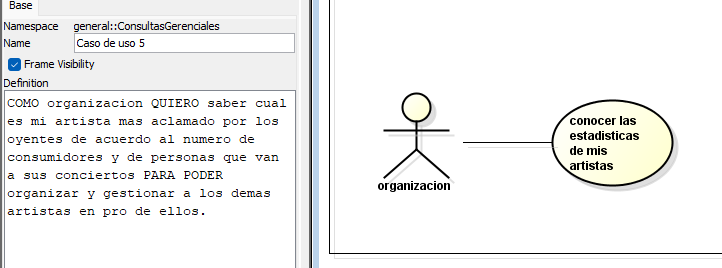 Base
Namespace general::ConsultasGerenciales
Name Caso de uso 5
Frame Visibility
Definition
COMO organizacion QUIERO saber cual
es mi artista mas aclamado por los
oyentes de acuerdo al numero de
consumidores y de personas que van
a sus conciertos PARA PODER
organizar y gestionar a los demas
artistas en pro de ellos.
organizacion
conocer las
estadisticas
de mis
artistas